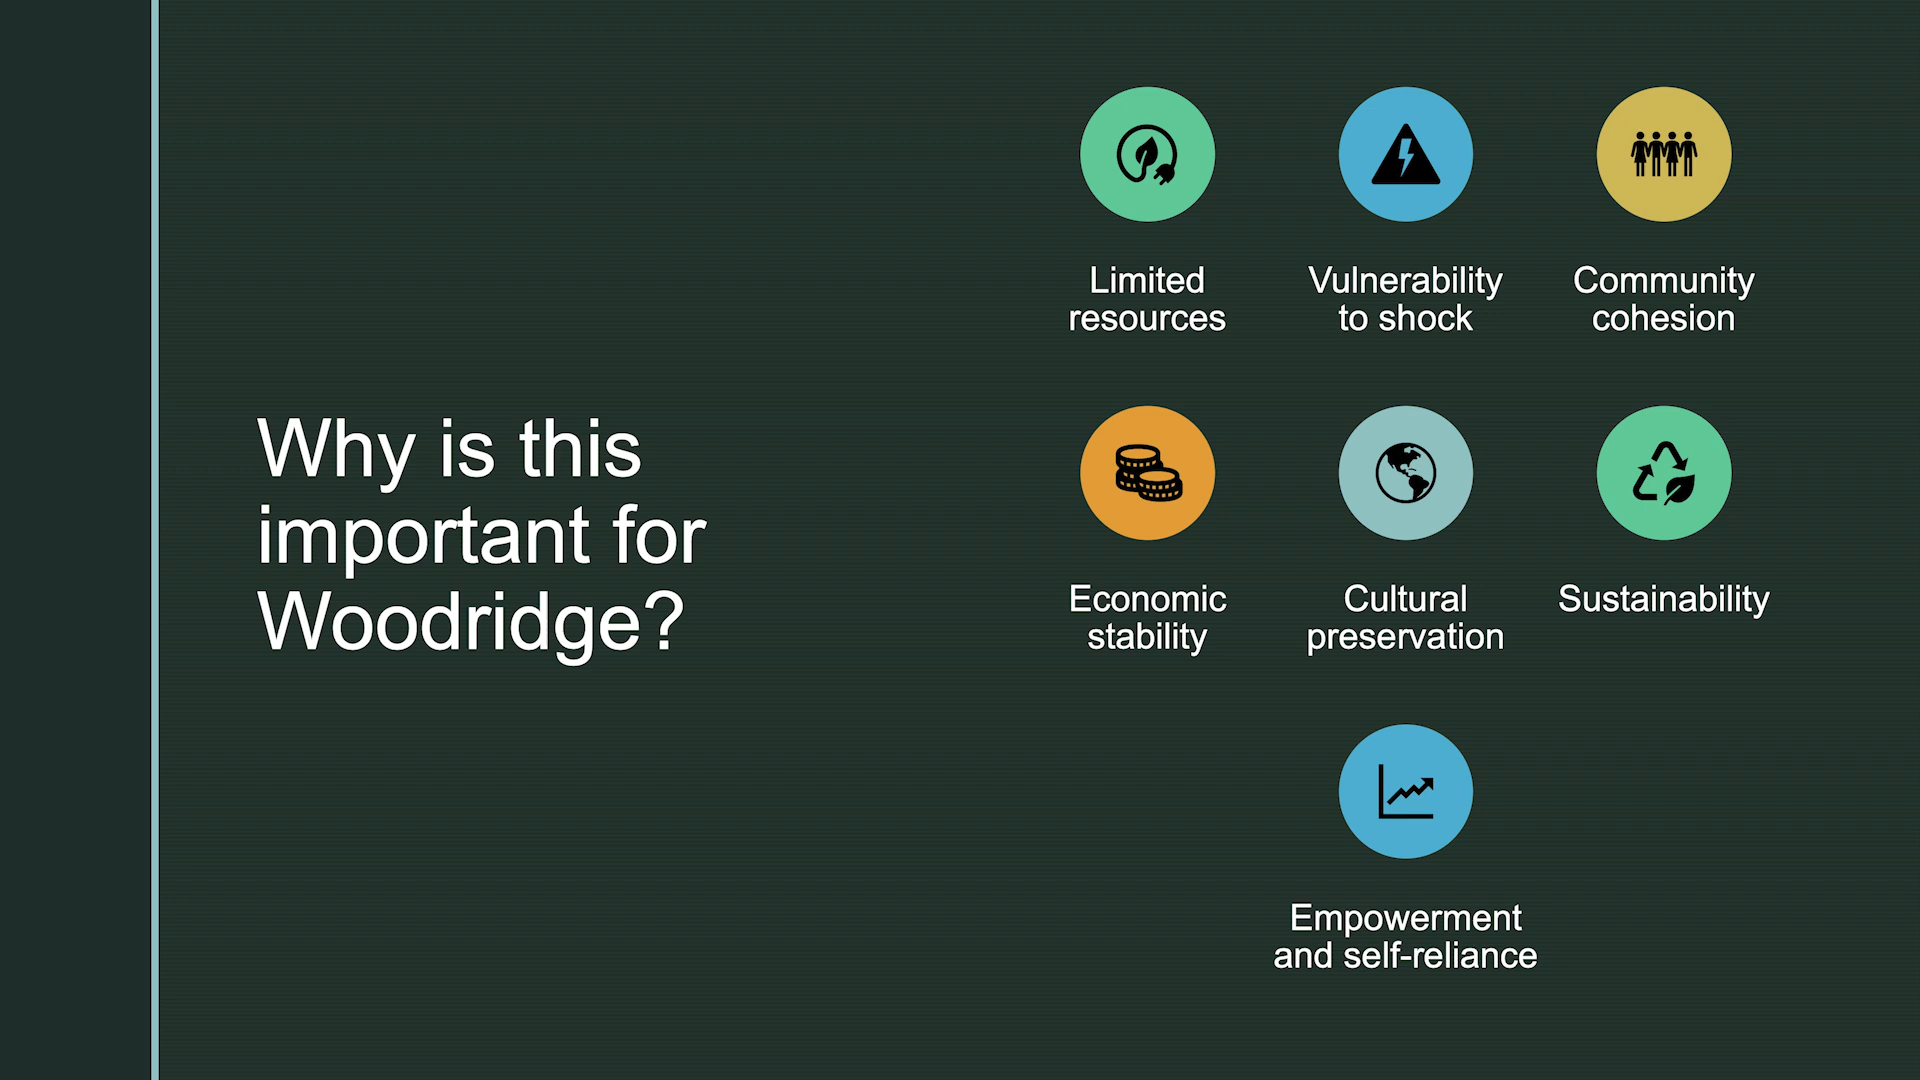 Why is this
important for
Woodridge?
Limited
resources
Vulnerability
to shock
Community
cohesion
Economic
stability
Cultural
preservation
Sustainability
Empowerment
and self-reliance